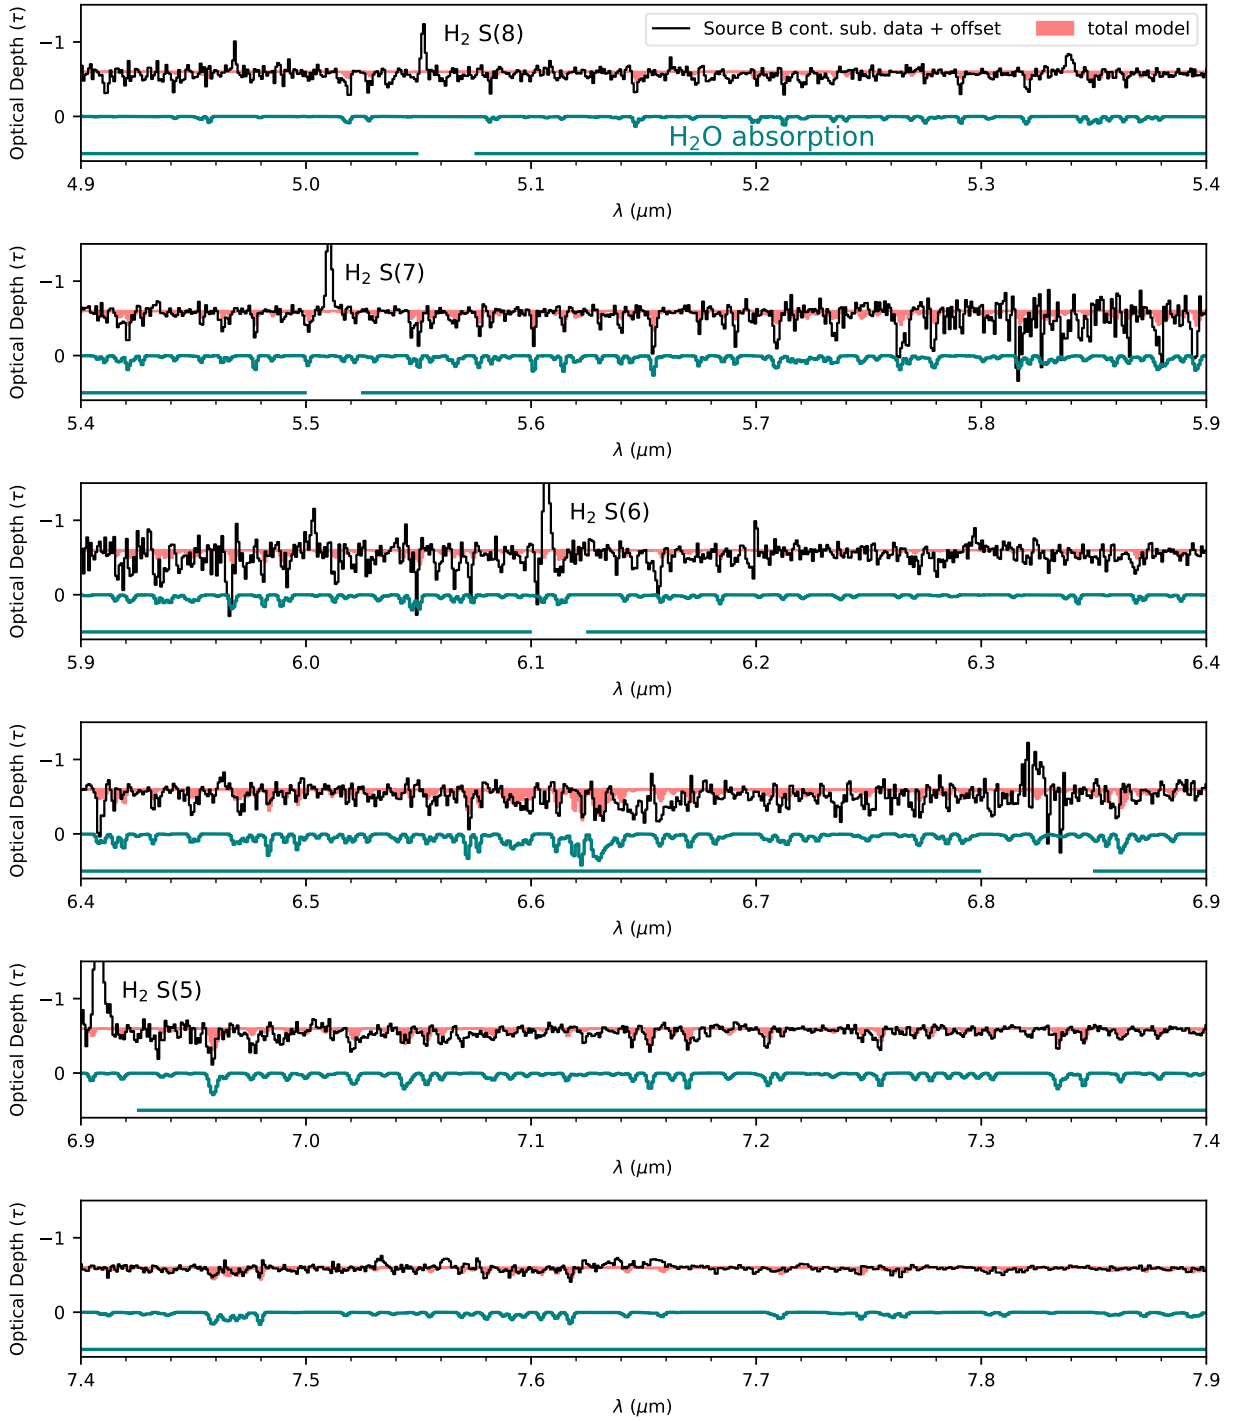 Optical Depth (τ)
−1
0
H₂ S(8)
Source B cont. sub. data + offset
total model
H₂O absorption
4.9 5.0 5.1 5.2 5.3 5.4
λ (μm)
Optical Depth (τ)
−1
0
H₂ S(7)
5.4 5.5 5.6 5.7 5.8 5.9
λ (μm)
Optical Depth (τ)
−1
0
H₂ S(6)
5.9 6.0 6.1 6.2 6.3 6.4
λ (μm)
Optical Depth (τ)
−1
0
6.4 6.5 6.6 6.7 6.8 6.9
λ (μm)
Optical Depth (τ)
−1
0
H₂ S(5)
6.9 7.0 7.1 7.2 7.3 7.4
λ (μm)
Optical Depth (τ)
−1
0
7.4 7.5 7.6 7.7 7.8 7.9
λ (μm)